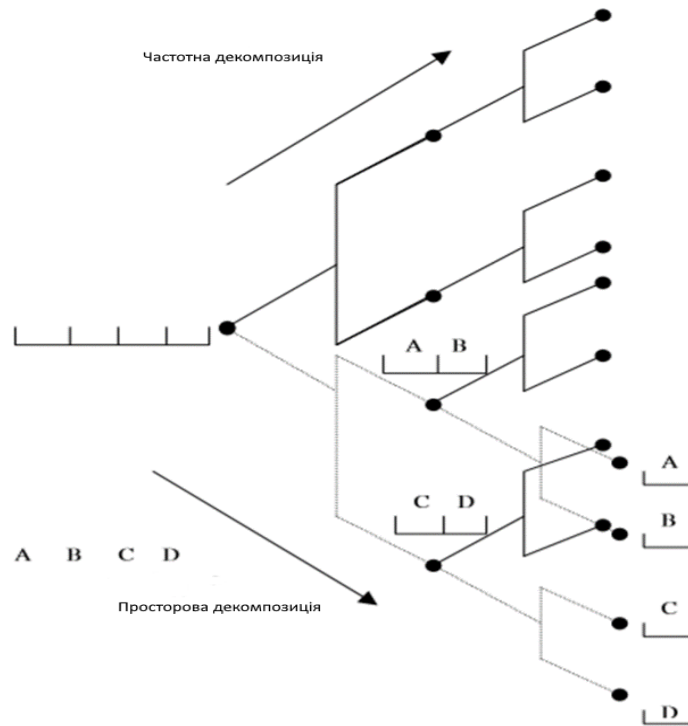 Частотна декомпозиція
A B
A
C D
B
A B C D
Просторова декомпозиція
C
D